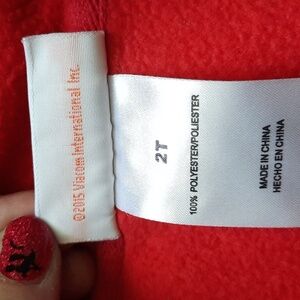 ©2015 Viacom International Inc.
2T
100% POLYESTER/POLIESTER
MADE IN CHINA
HECHO EN CHINA